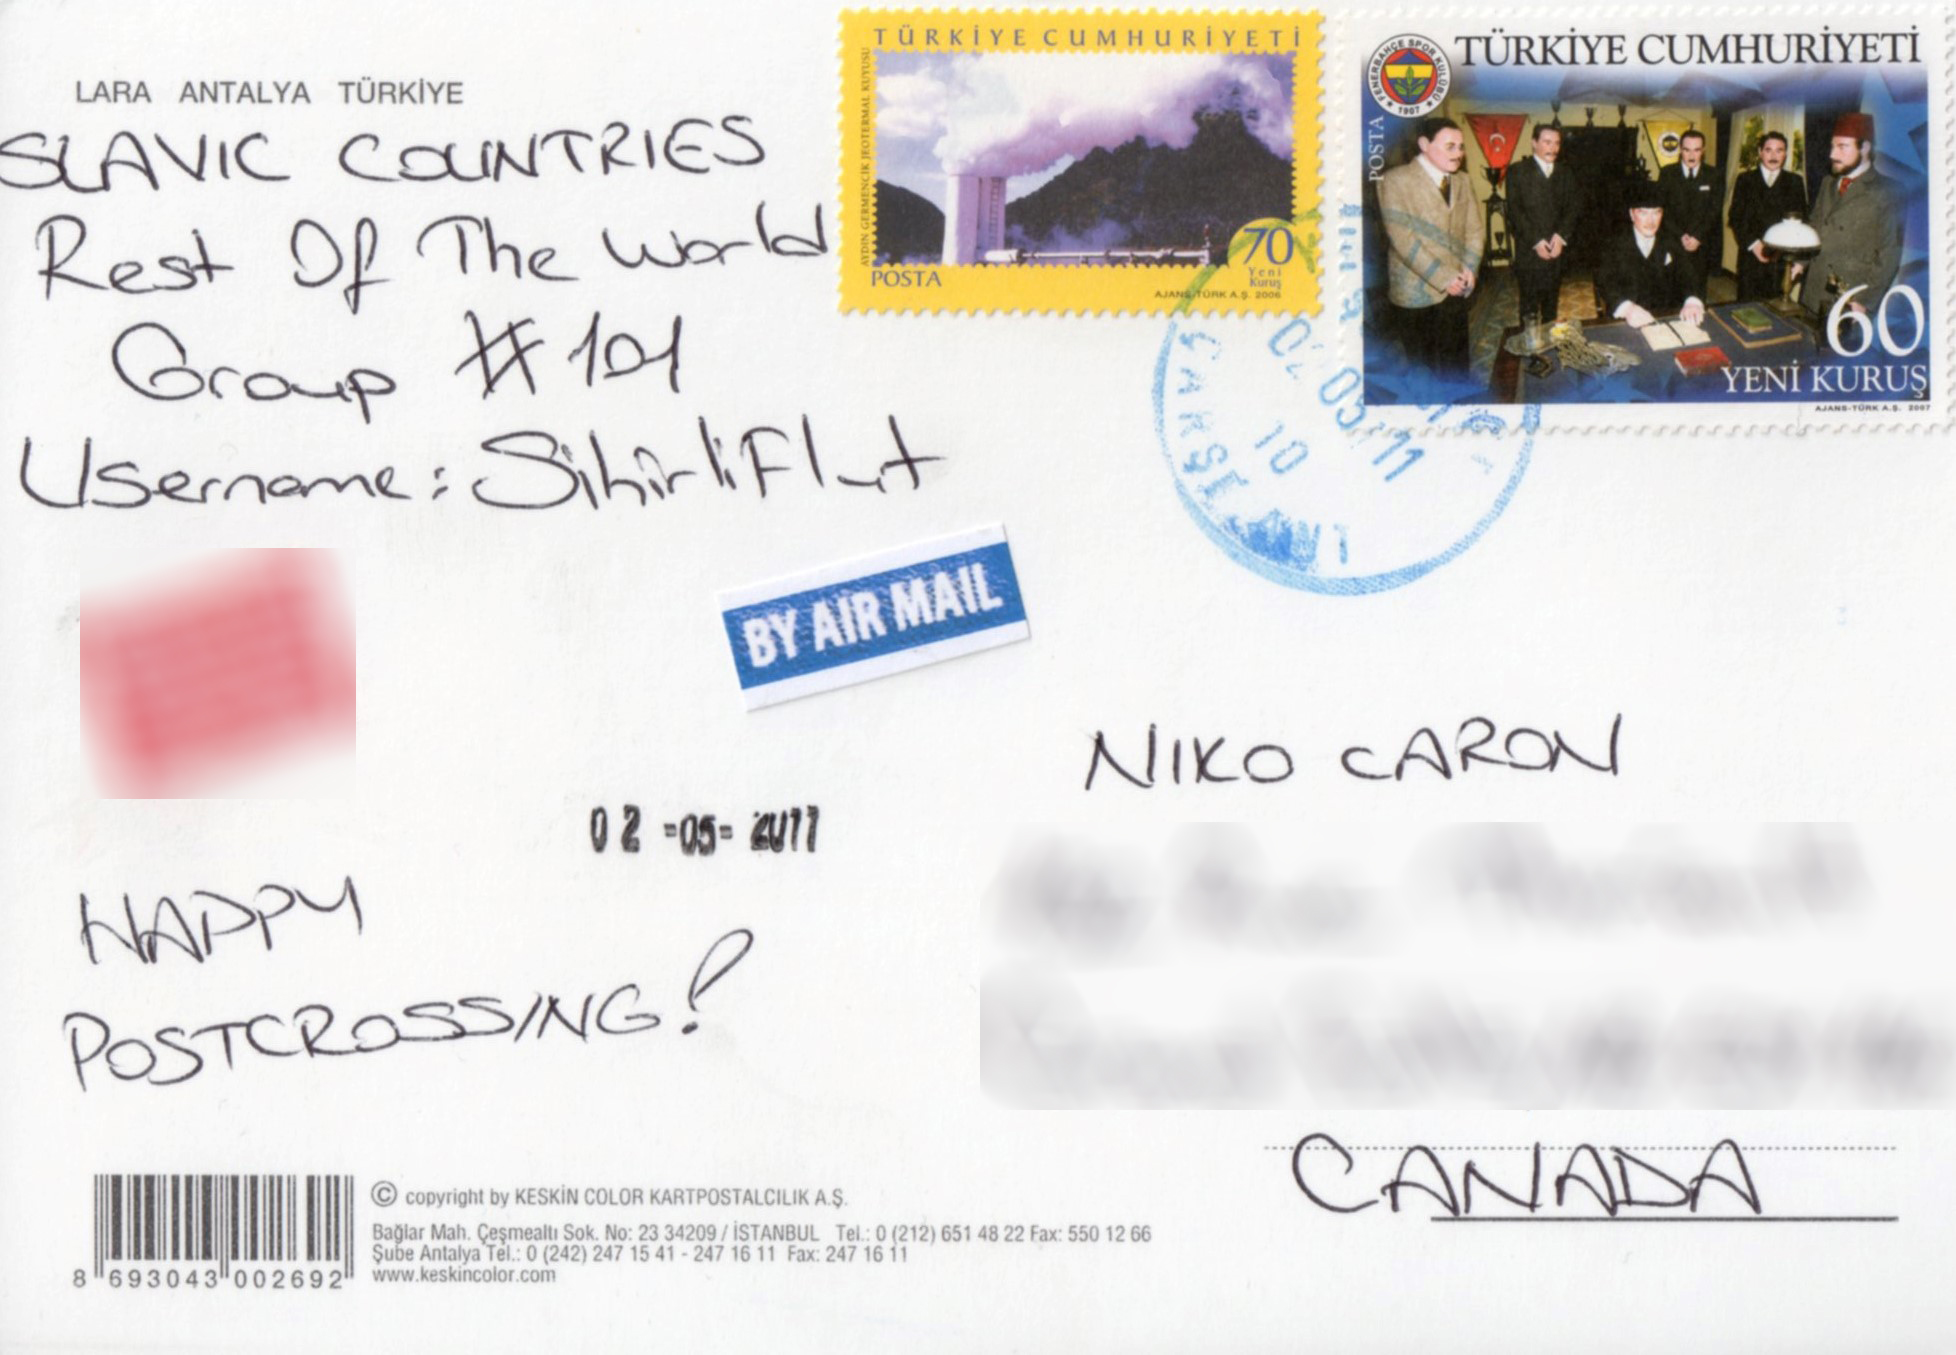 TÜRKİYE CUMHURİYETİ
AYDIN GERMENCİK JEOTERMAL KUYUSU
70
Yeni
Kuruş
POSTA
AJANS-TÜRK A.Ş. 2006
FENERBAHÇE SPOR KULÜBÜ
1907
TÜRKİYE CUMHURİYETİ
POSTA
60
YENİ KURUŞ
AJANS-TÜRK A.Ş. 2007
LARA ANTALYA TÜRKİYE
SLAVIC COUNTRIES
Rest Of The World
Group #101
Username: SihirliFlut
ÇARŞI
10
BY AIR MAIL
NIKO CARON
02-05-2011
HAPPY
POSTCROSSING!
CANADA
8 693043 002692
© copyright by KESKİN COLOR KARTPOSTALCILIK A.Ş.
Bağlar Mah. Çeşmealtı Sok. No: 23 34209 / İSTANBUL Tel.: 0 (212) 651 48 22 Fax: 550 12 66
Şube Antalya Tel.: 0 (242) 247 15 41 - 247 16 11 Fax: 247 16 11
www.keskincolor.com